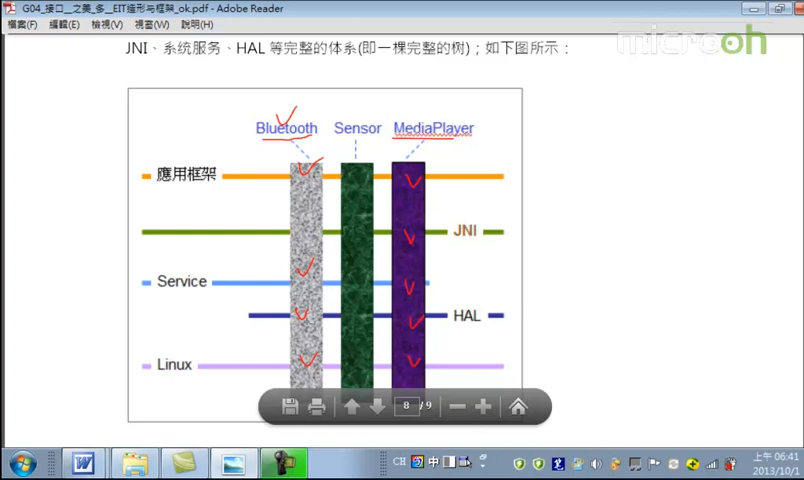 G04_接口__之美_多__EIT造形与框架_ok.pdf - Adobe Reader
檔案(F) 編輯(E) 檢視(V) 視窗(W) 說明(H)
microoh
JNI、系统服务、HAL 等完整的体系(即一棵完整的树)；如下图所示：
Bluetooth Sensor MediaPlayer
應用框架
JNI
Service
HAL
Linux
8 / 9
CH 中
上午 06:41
2013/10/1